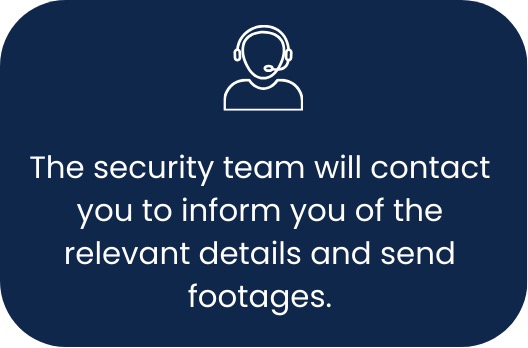 The security team will contact
you to inform you of the
relevant details and send
footages.